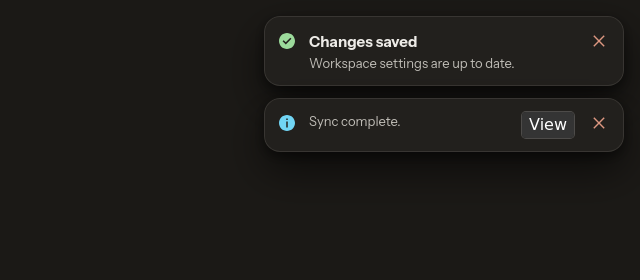 Changes saved
Workspace settings are up to date.
Sync complete.
View